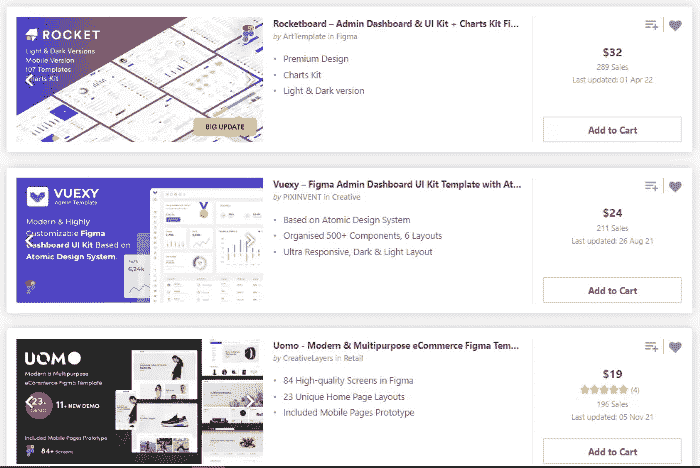 ROCKET
Light & Dark Versions
Mobile Version
107 Templates
Charts Kit
BIG UPDATE
Rocketboard – Admin Dashboard & UI Kit + Charts Kit Fi...
by ArtTemplate in Figma
Premium Design
Charts Kit
Light & Dark version
$32
289 Sales
Last updated: 01 Apr 22
Add to Cart
VUEXY
Admin Template
Modern & Highly
Customizable Figma
Dashboard UI Kit Based on
Atomic Design System
6,24k
Vuexy – Figma Admin Dashboard UI Kit Template with At...
by PIXINVENT in Creative
Based on Atomic Design System
Organised 500+ Components, 6 Layouts
Ultra Responsive, Dark & Light Layout
$24
211 Sales
Last updated: 26 Aug 21
Add to Cart
UOMO
Modern & Multipurpose
eCommerce Figma Template
23.
11+ NEW DEMO
Included Mobile Pages Prototype
84+ Screens
Uomo - Modern & Multipurpose eCommerce Figma Tem...
by CreativeLayers in Retail
84 High-quality Screens in Figma
23 Unique Home Page Layouts
Included Mobile Pages Prototype
$19
(4)
196 Sales
Last updated: 05 Nov 21
Add to Cart